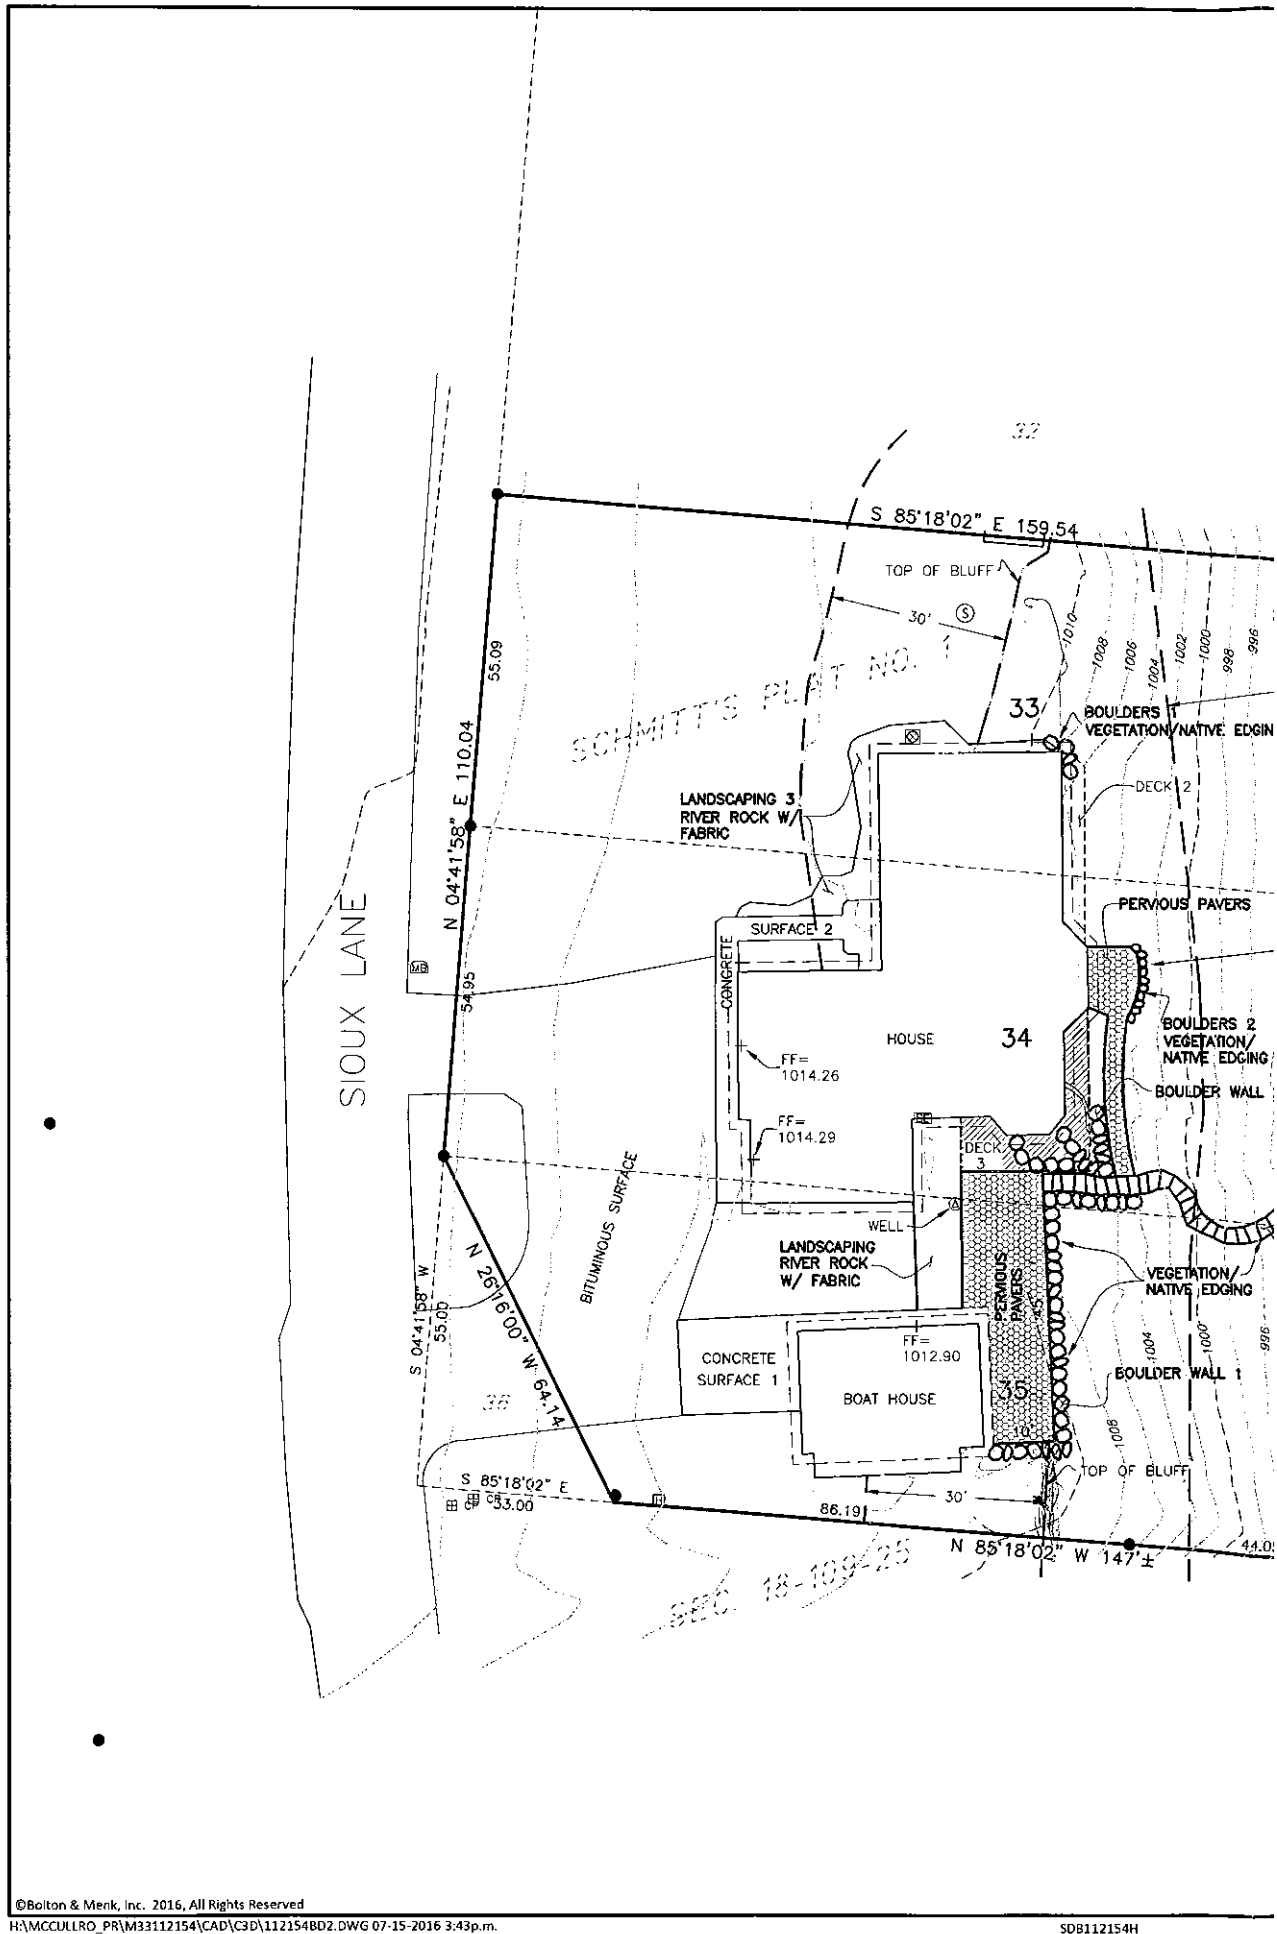 32
S 85°18'02" E 159.54
TOP OF BLUFF
30'
S
SCHMITT'S PLAT NO. 1
1010
1008
1006
1004
1002
1000
998
996
55.09
33
BOULDERS 1
VEGETATION/NATIVE EDGIN
DECK 2
LANDSCAPING 3
RIVER ROCK W/
FABRIC
N 04°41'58" E 110.04
PERVIOUS PAVERS
SURFACE 2
CONCRETE
SIOUX LANE
MB
54.95
HOUSE
34
BOULDERS 2
VEGETATION/
NATIVE EDGING
FF=
1014.26
BOULDER WALL
FF=
1014.29
DECK
3
BITUMINOUS SURFACE
WELL
LANDSCAPING
RIVER ROCK
W/ FABRIC
PERVIOUS
PAVERS
45'
VEGETATION/
NATIVE EDGING
N 26°16'00" W 64.14
S 04°41'58" W
55.00
FF=
1012.90
1004
1000
996
CONCRETE
SURFACE 1
BOAT HOUSE
35
BOULDER WALL 1
36
10'
1006
TOP OF BLUFF
S 85°18'02" E
33.00
30'
86.19
N 85°18'02" W 147'±
44.05
SEC. 18-109-25
©Bolton & Menk, Inc. 2016, All Rights Reserved
H:\MCCULLRO_PR\M33112154\CAD\C3D\112154BD2.DWG 07-15-2016 3:43p.m.
SDB112154H